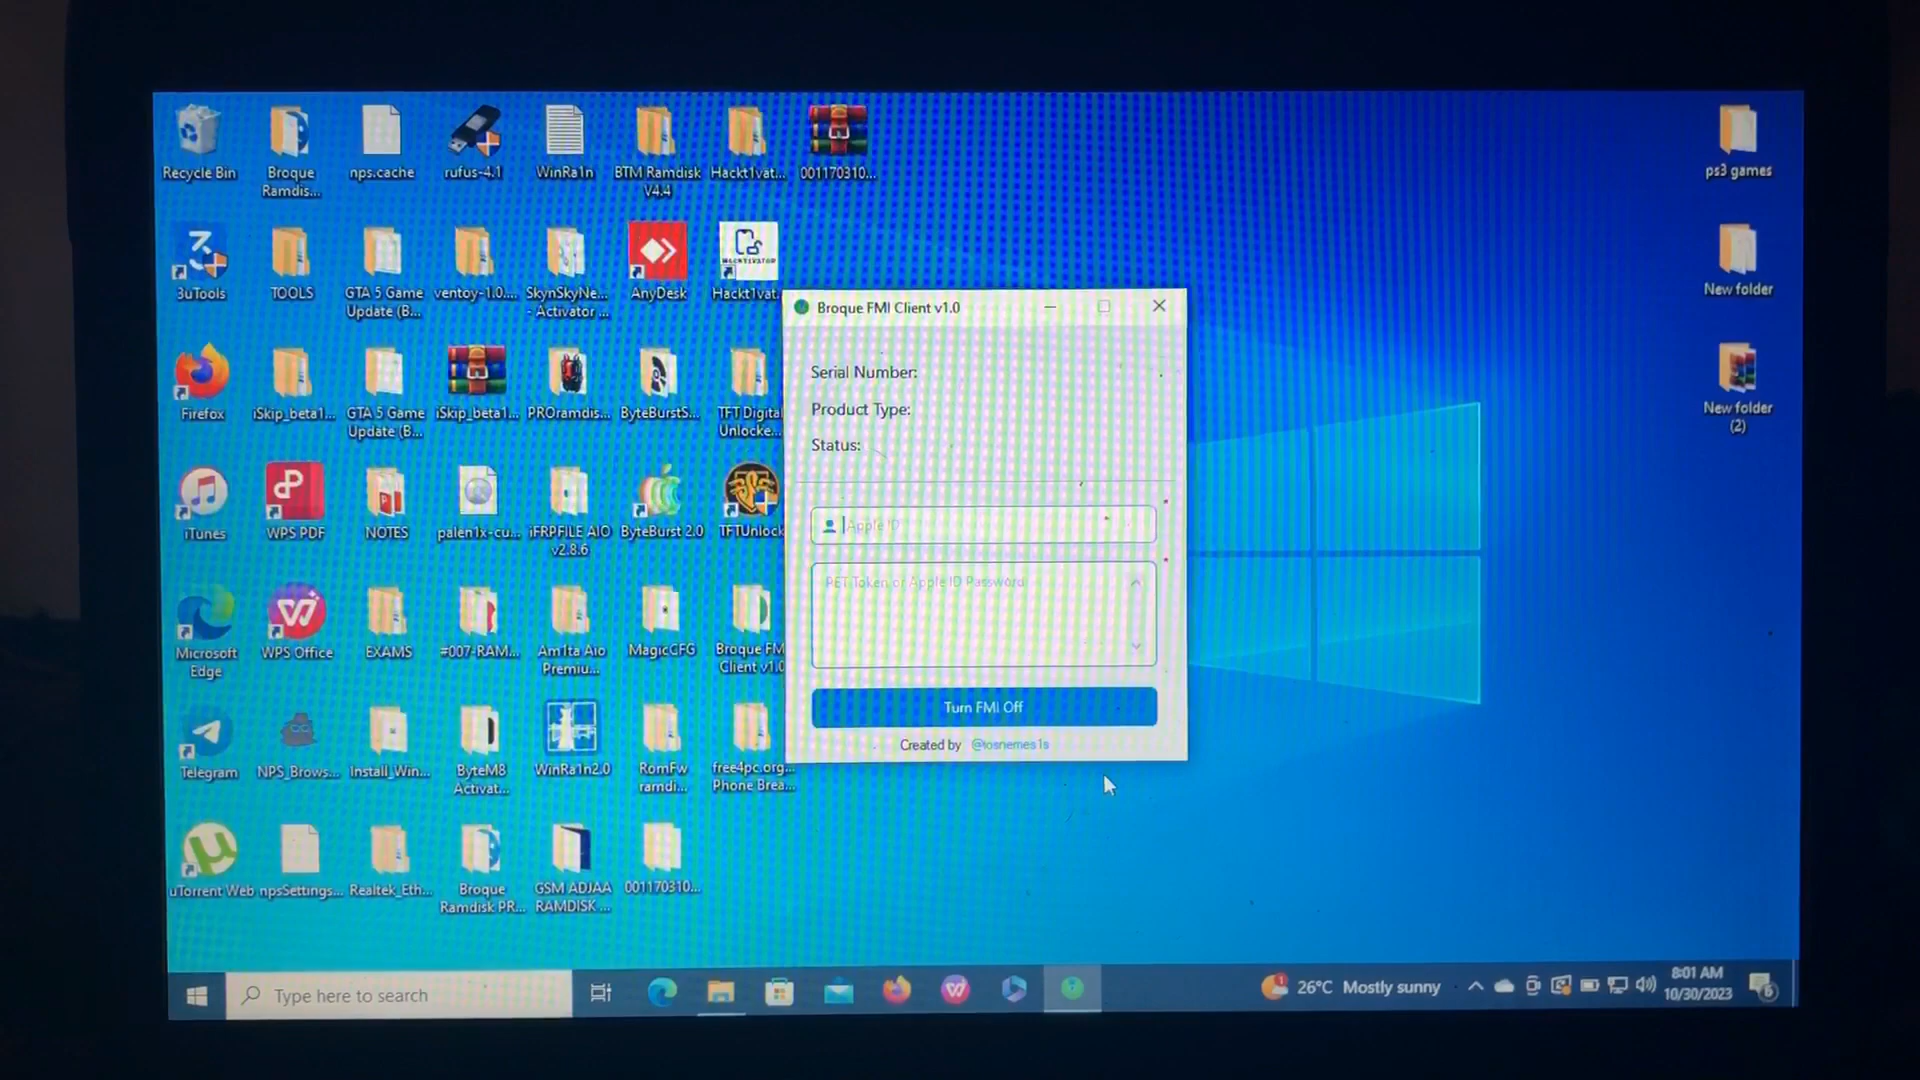 Recycle Bin
Broque
Ramdis...
nps.cache
rufus-4.1
WinRa1n
BTM Ramdisk
V4.4
Hackt1vat...
001170310...
ps3 games
3uTools
TOOLS
GTA 5 Game
Update (B...
ventoy-1.0....
SkynSkyNe...
- Activator ...
AnyDesk
HACKTIVATOR
Hackt1vat...
New folder
Broque FMI Client v1.0
Serial Number:
Product Type:
Status:
Apple ID
PET Token or Apple ID Password
Turn FMI Off
Created by @iosnemes1s
Firefox
iSkip_beta1...
GTA 5 Game
Update (B...
iSkip_beta1...
PROramdis...
ByteBurstS...
TFT Digital
Unlocke...
New folder
(2)
iTunes
WPS PDF
NOTES
palen1x-cu...
iFRPFILE AIO
v2.8.6
ByteBurst 2.0
TFTUnlock
Microsoft
Edge
WPS Office
EXAMS
#007-RAM...
Am1ta Aio
Premiu...
MagicCFG
Broque FM
Client v1.0
Telegram
NPS_Brows...
Install_Win...
ByteM8
Activat...
WinRa1n2.0
RomFw
ramdi...
free4pc.org...
Phone Brea...
uTorrent Web
npsSettings...
Realtek_Eth...
Broque
Ramdisk PR...
GSM ADJAA
RAMDISK ...
001170310...
Type here to search
26°C Mostly sunny
8:01 AM
10/30/2023
6